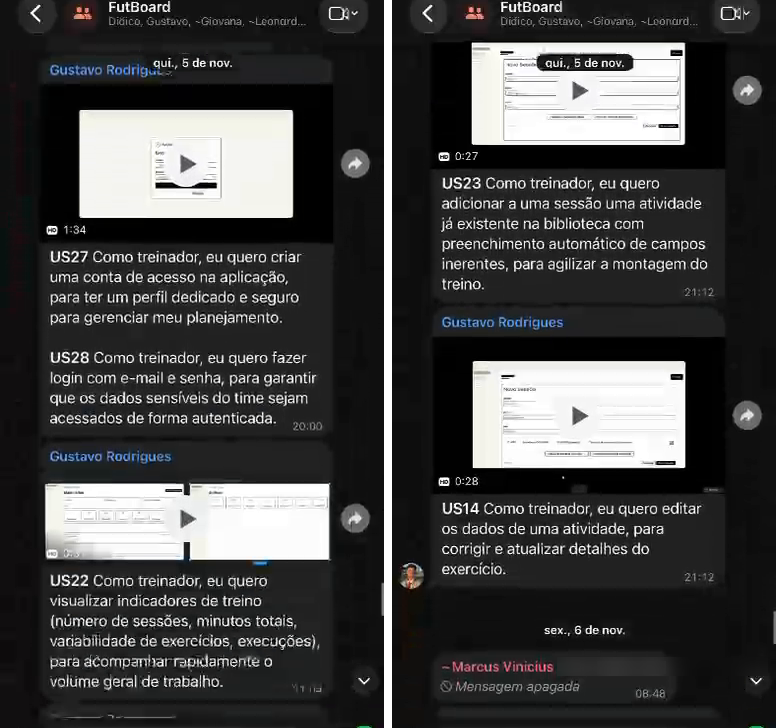 FutBoard
Didico, Gustavo, ~Giovana, ~Leonard...
qui., 5 de nov.
Gustavo Rodrigues
HD 1:34
US27 Como treinador, eu quero criar
uma conta de acesso na aplicação,
para ter um perfil dedicado e seguro
para gerenciar meu planejamento.
US28 Como treinador, eu quero fazer
login com e-mail e senha, para garantir
que os dados sensíveis do time sejam
acessados de forma autenticada.
20:00
Gustavo Rodrigues
HD
US22 Como treinador, eu quero
visualizar indicadores de treino
(número de sessões, minutos totais,
variabilidade de exercícios, execuções),
para acompanhar rapidamente o
volume geral de trabalho.
FutBoard
Didico, Gustavo, ~Giovana, ~Leonard...
qui., 5 de nov.
HD 0:27
US23 Como treinador, eu quero
adicionar a uma sessão uma atividade
já existente na biblioteca com
preenchimento automático de campos
inerentes, para agilizar a montagem do
treino.
21:12
Gustavo Rodrigues
Nova Sessão
HD 0:28
US14 Como treinador, eu quero editar
os dados de uma atividade, para
corrigir e atualizar detalhes do
exercício.
21:12
sex., 6 de nov.
~Marcus Vinicius
Mensagem apagada
08:48